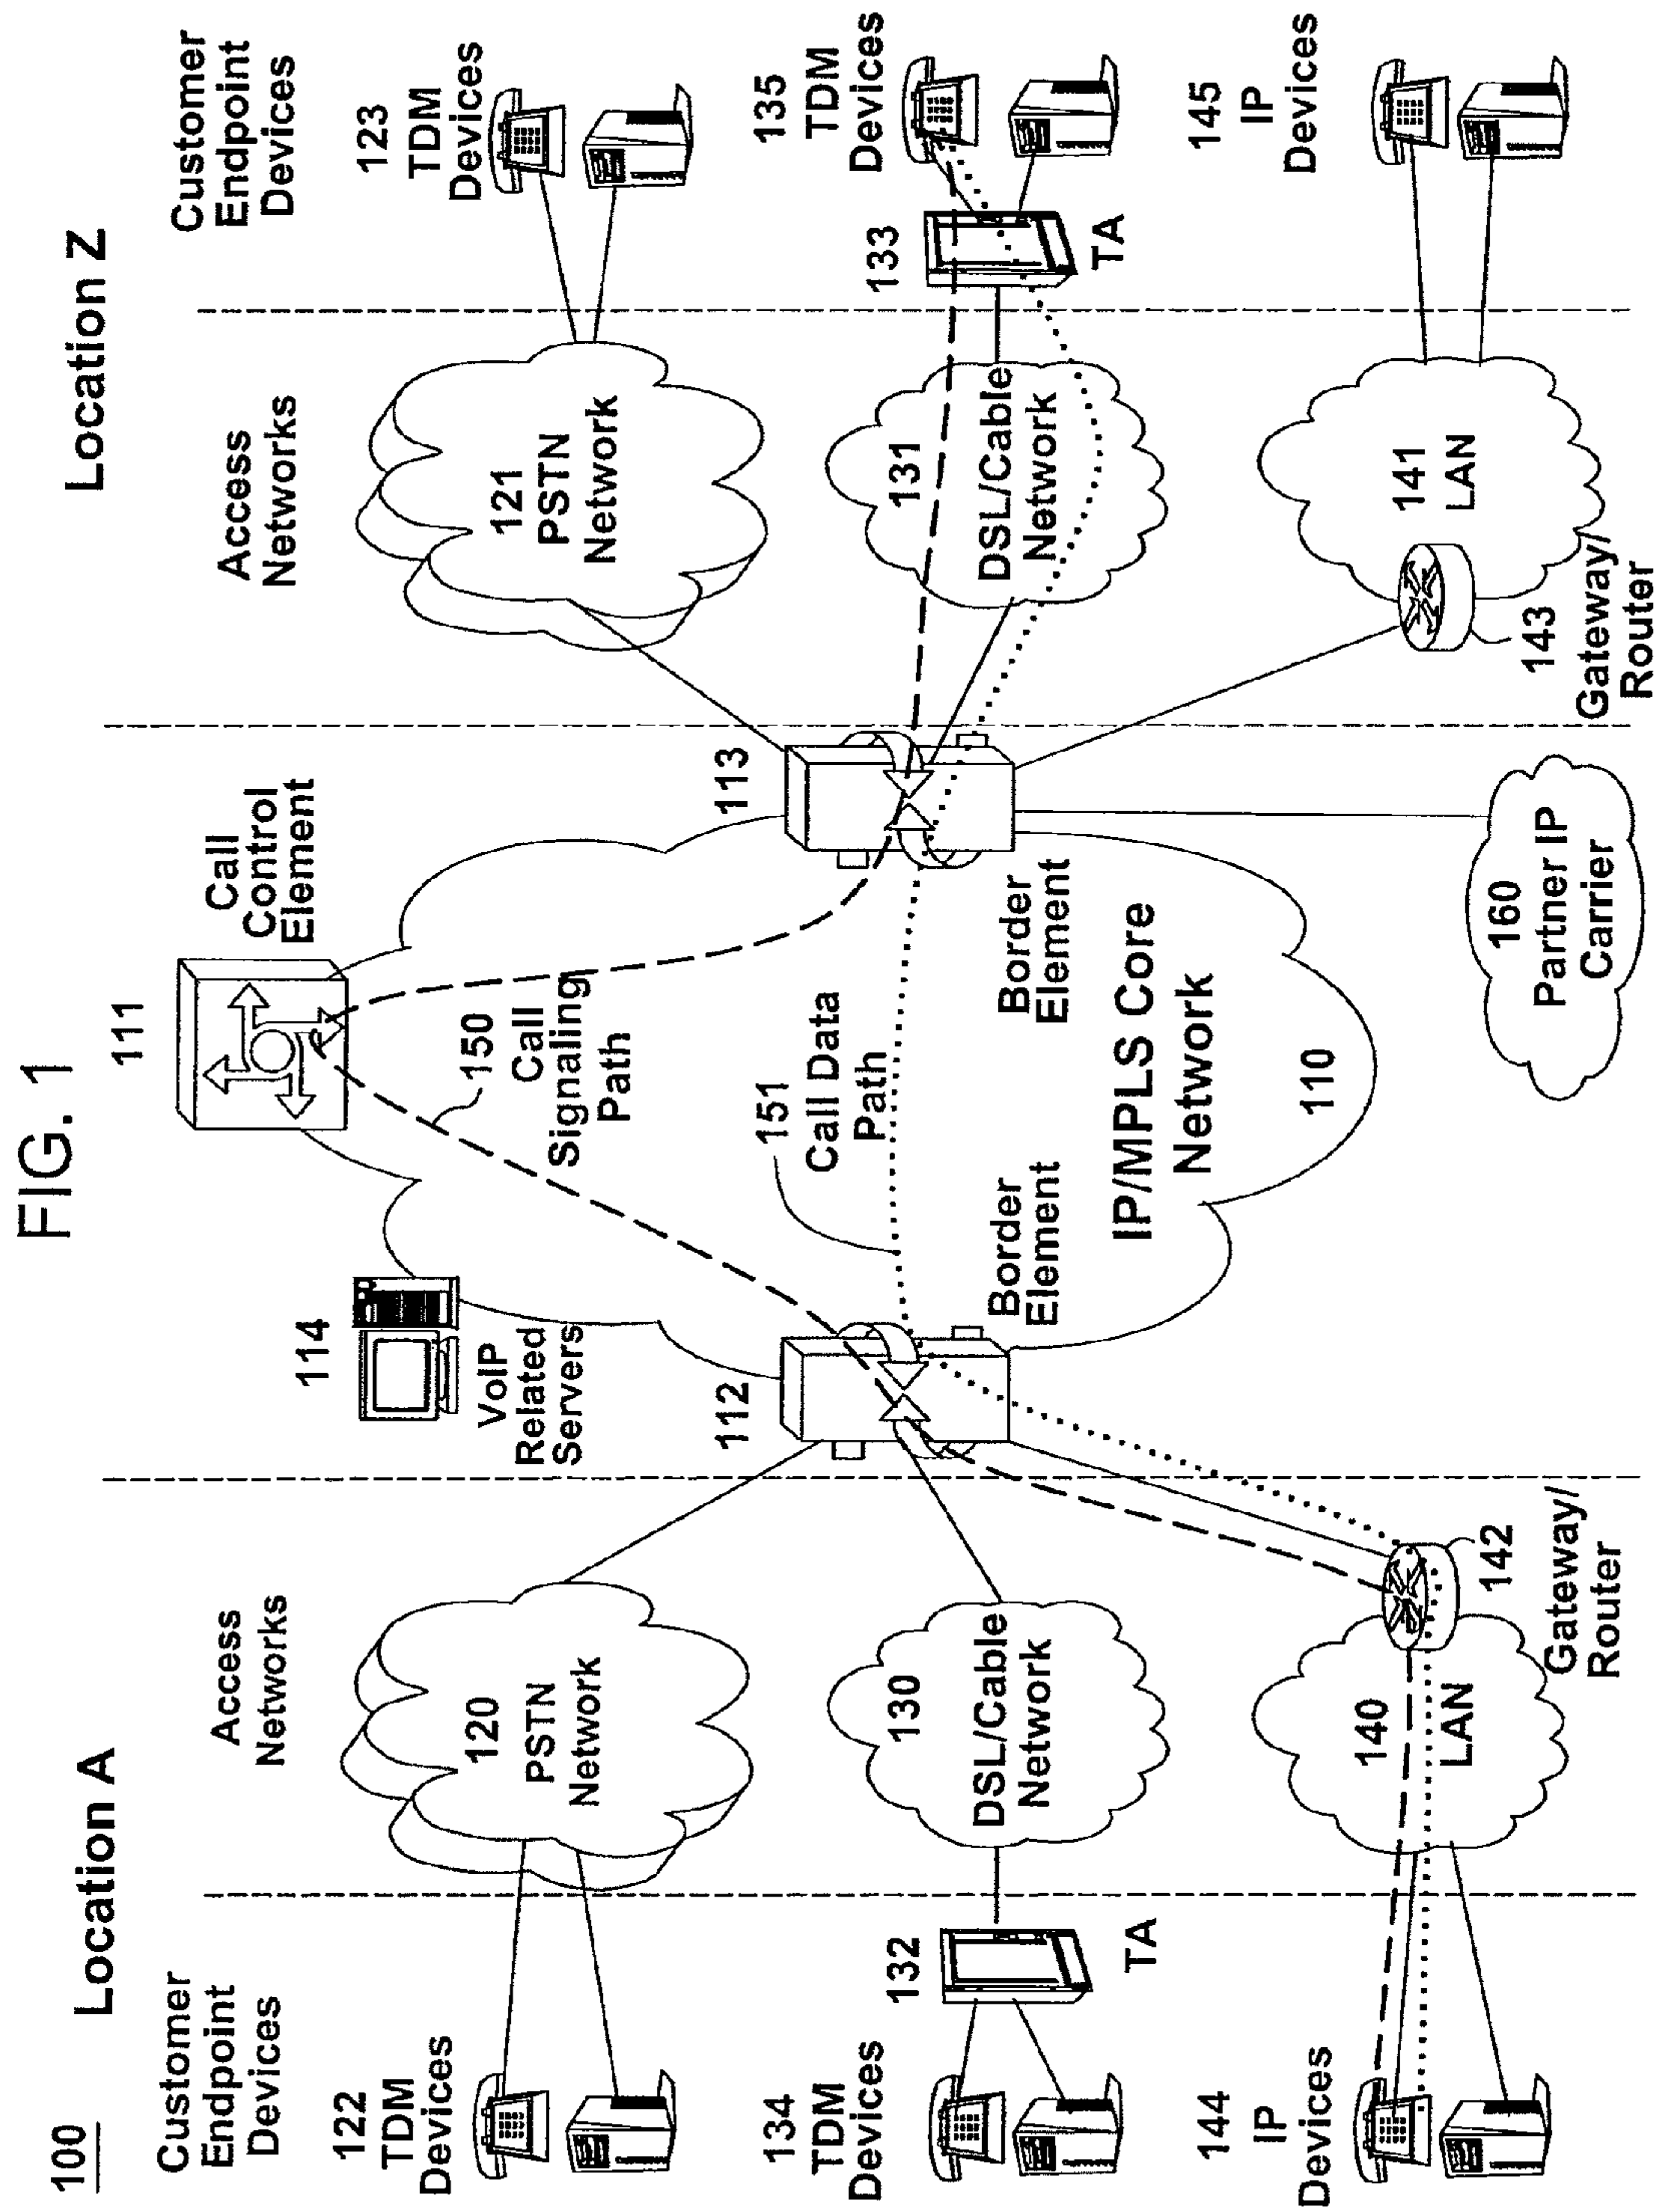 FIG. 1
100
Location A
Location Z
Customer
Endpoint
Devices
Access
Networks
111
Call
Control
Element
Access
Networks
Customer
Endpoint
Devices
114
VoIP
Related
Servers
122
TDM
Devices
120
PSTN
Network
150
Call
Signaling
Path
121
PSTN
Network
123
TDM
Devices
112
113
151
Call Data
Path
134
TDM
Devices
132
TA
130
DSL/Cable
Network
Border
Element
Border
Element
131
DSL/Cable
Network
133
TA
135
TDM
Devices
IP/MPLS Core
Network
110
144
IP
Devices
140
LAN
142
Gateway/
Router
160
Partner IP
Carrier
143
Gateway/
Router
141
LAN
145
IP
Devices